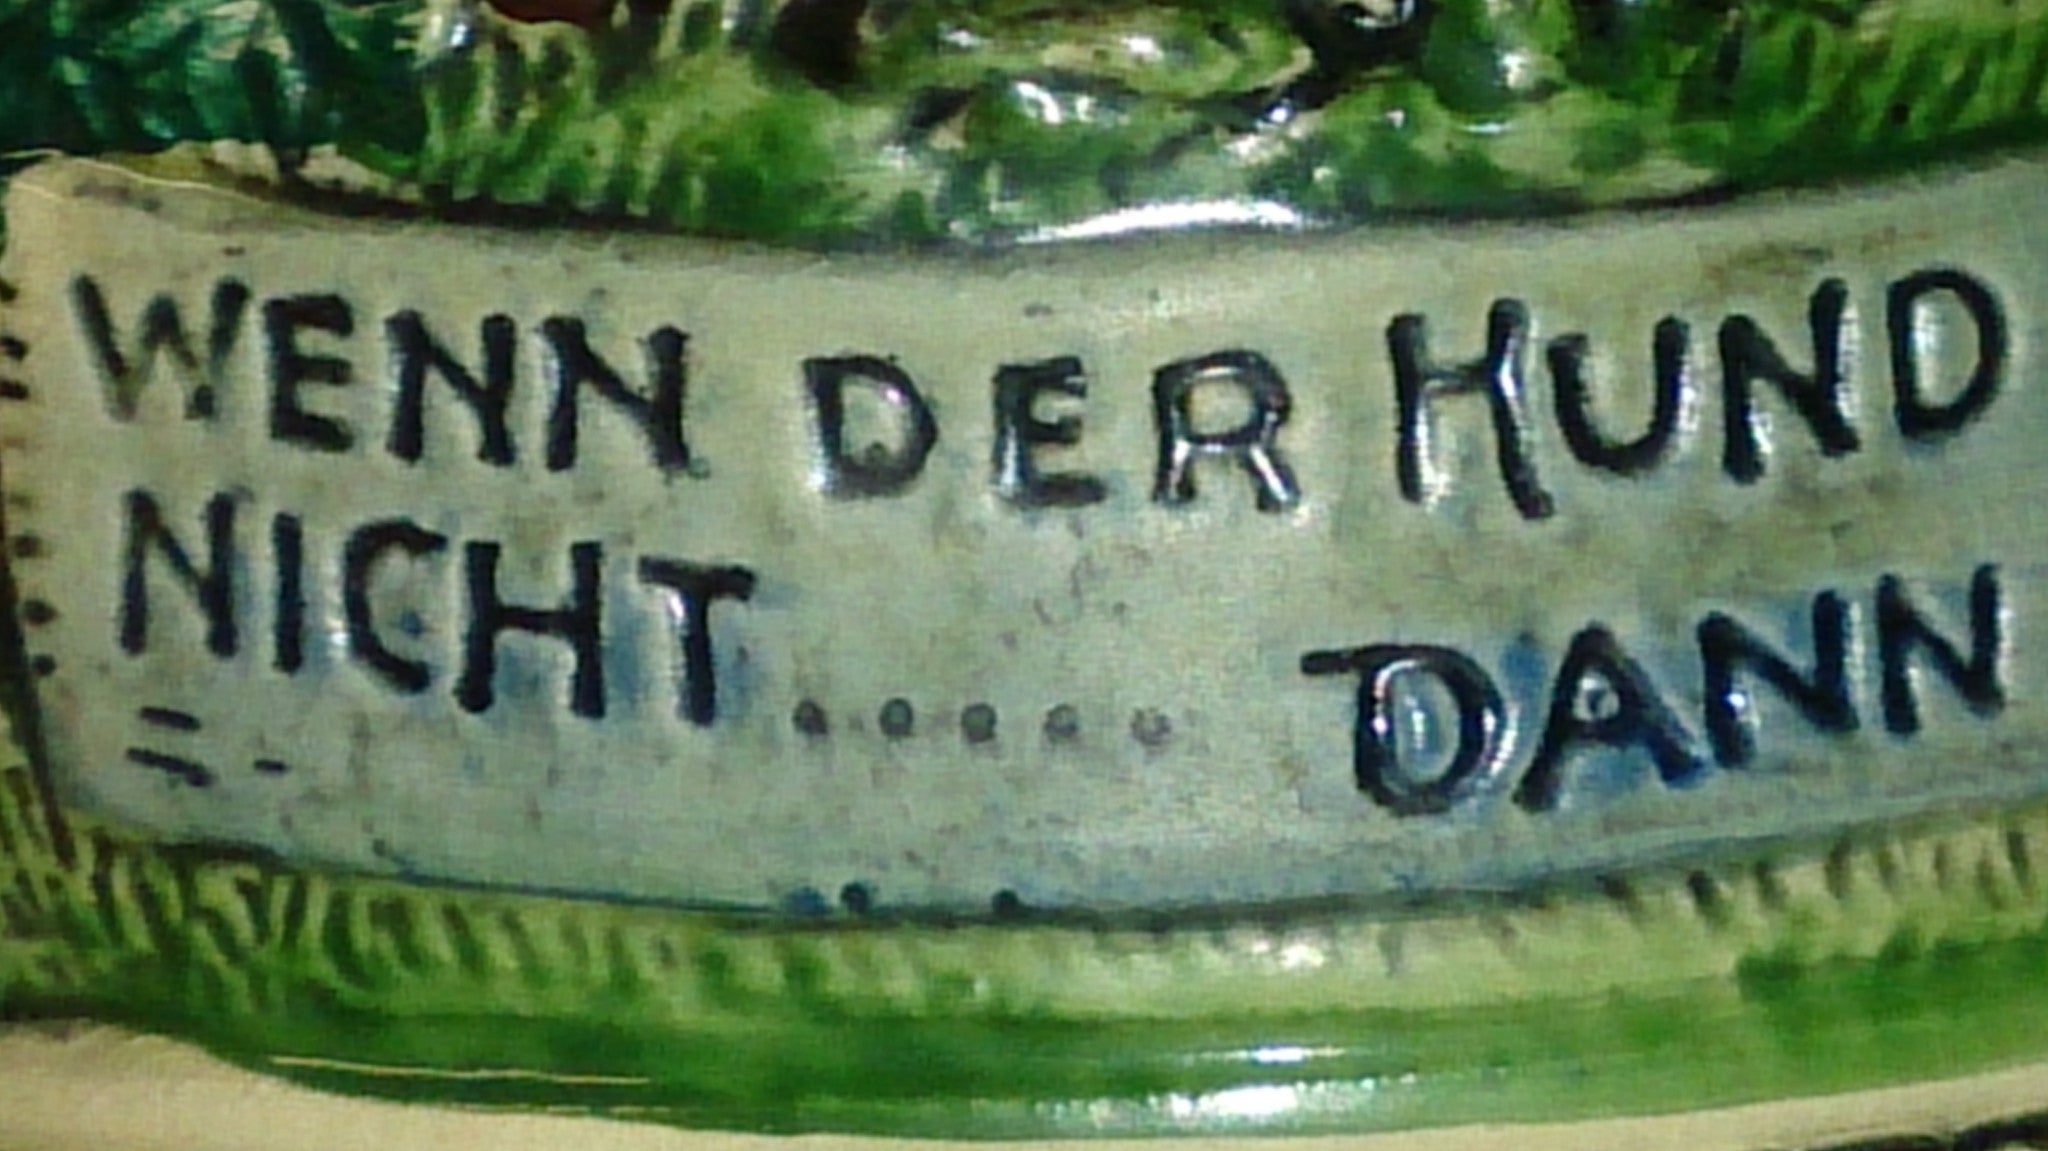 WENN DER HUND
NICHT ..... DANN